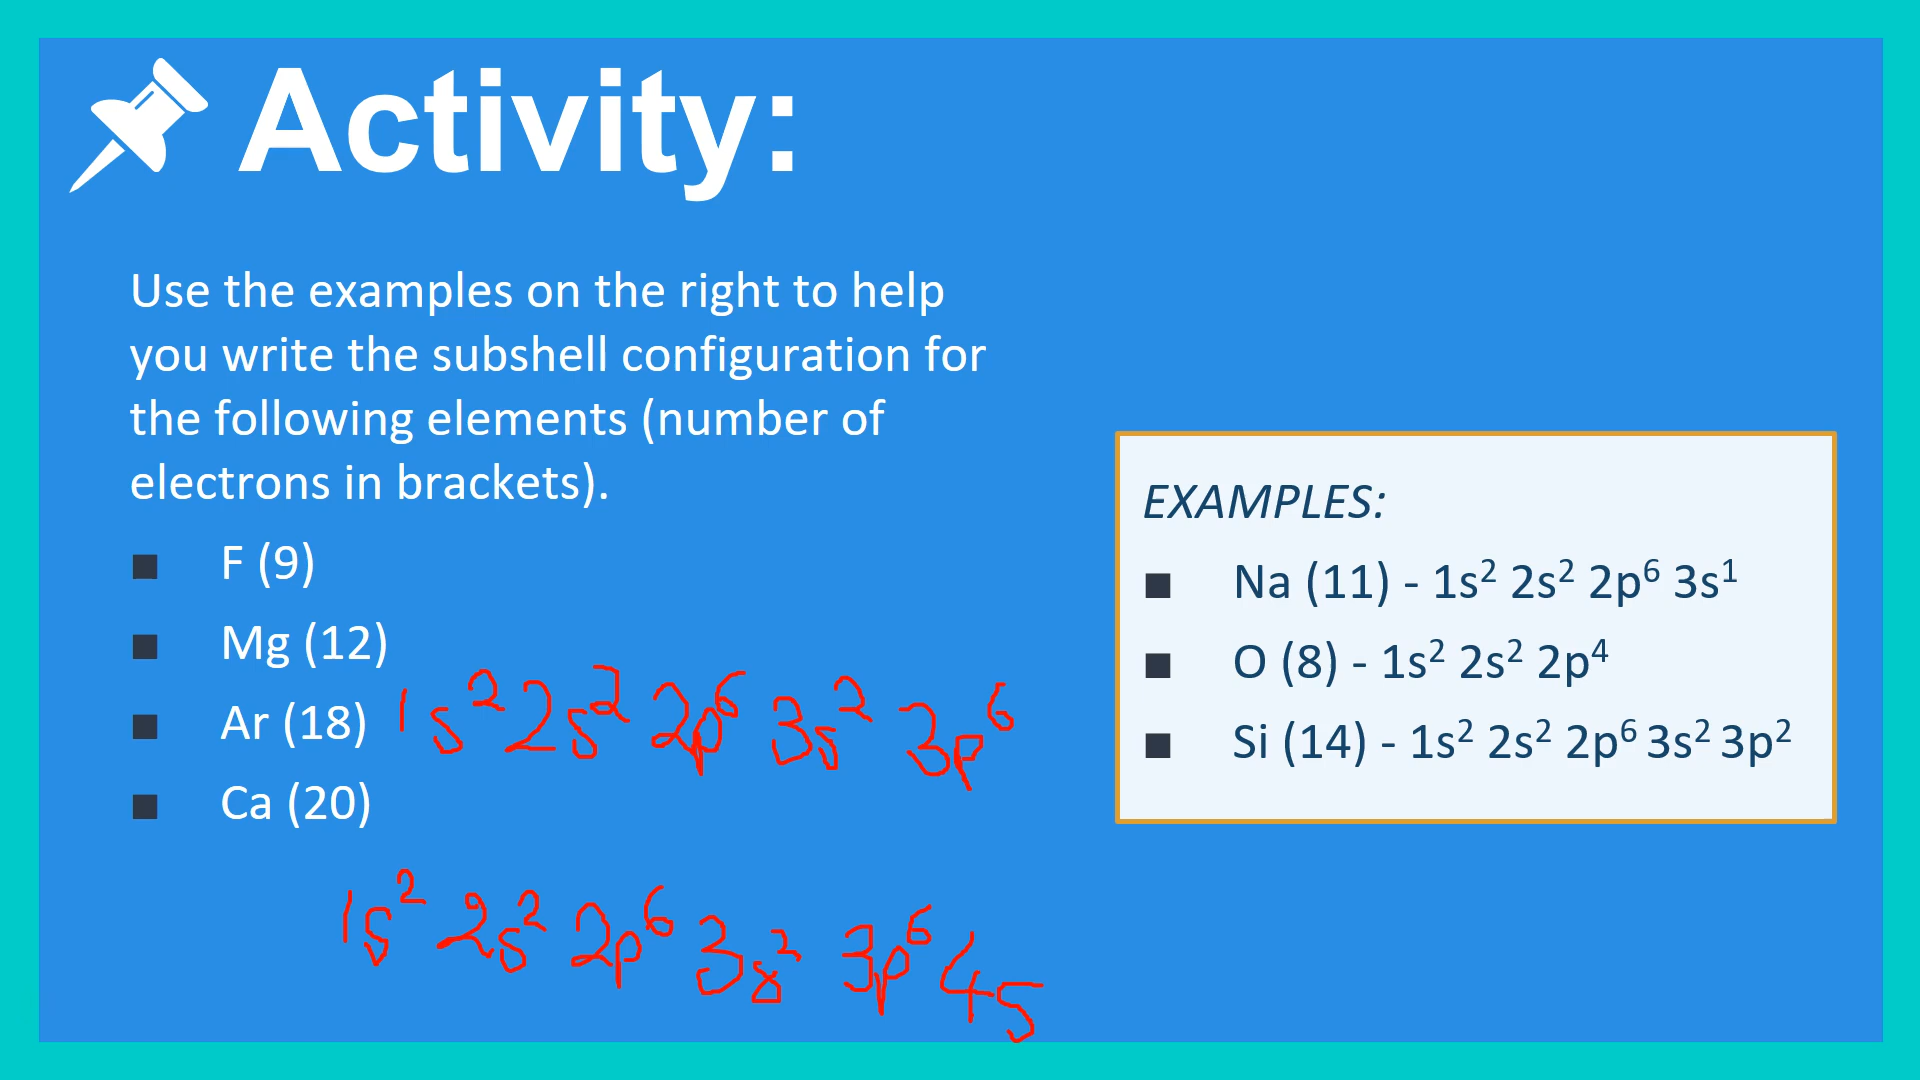 Activity:
Use the examples on the right to help
you write the subshell configuration for
the following elements (number of
electrons in brackets).
■ F (9)
■ Mg (12)
■ Ar (18) 1s² 2s² 2p⁶ 3s² 3p⁶
■ Ca (20)
1s² 2s² 2p⁶ 3s² 3p⁶ 4s
EXAMPLES:
■ Na (11) - 1s² 2s² 2p⁶ 3s¹
■ O (8) - 1s² 2s² 2p⁴
■ Si (14) - 1s² 2s² 2p⁶ 3s² 3p²